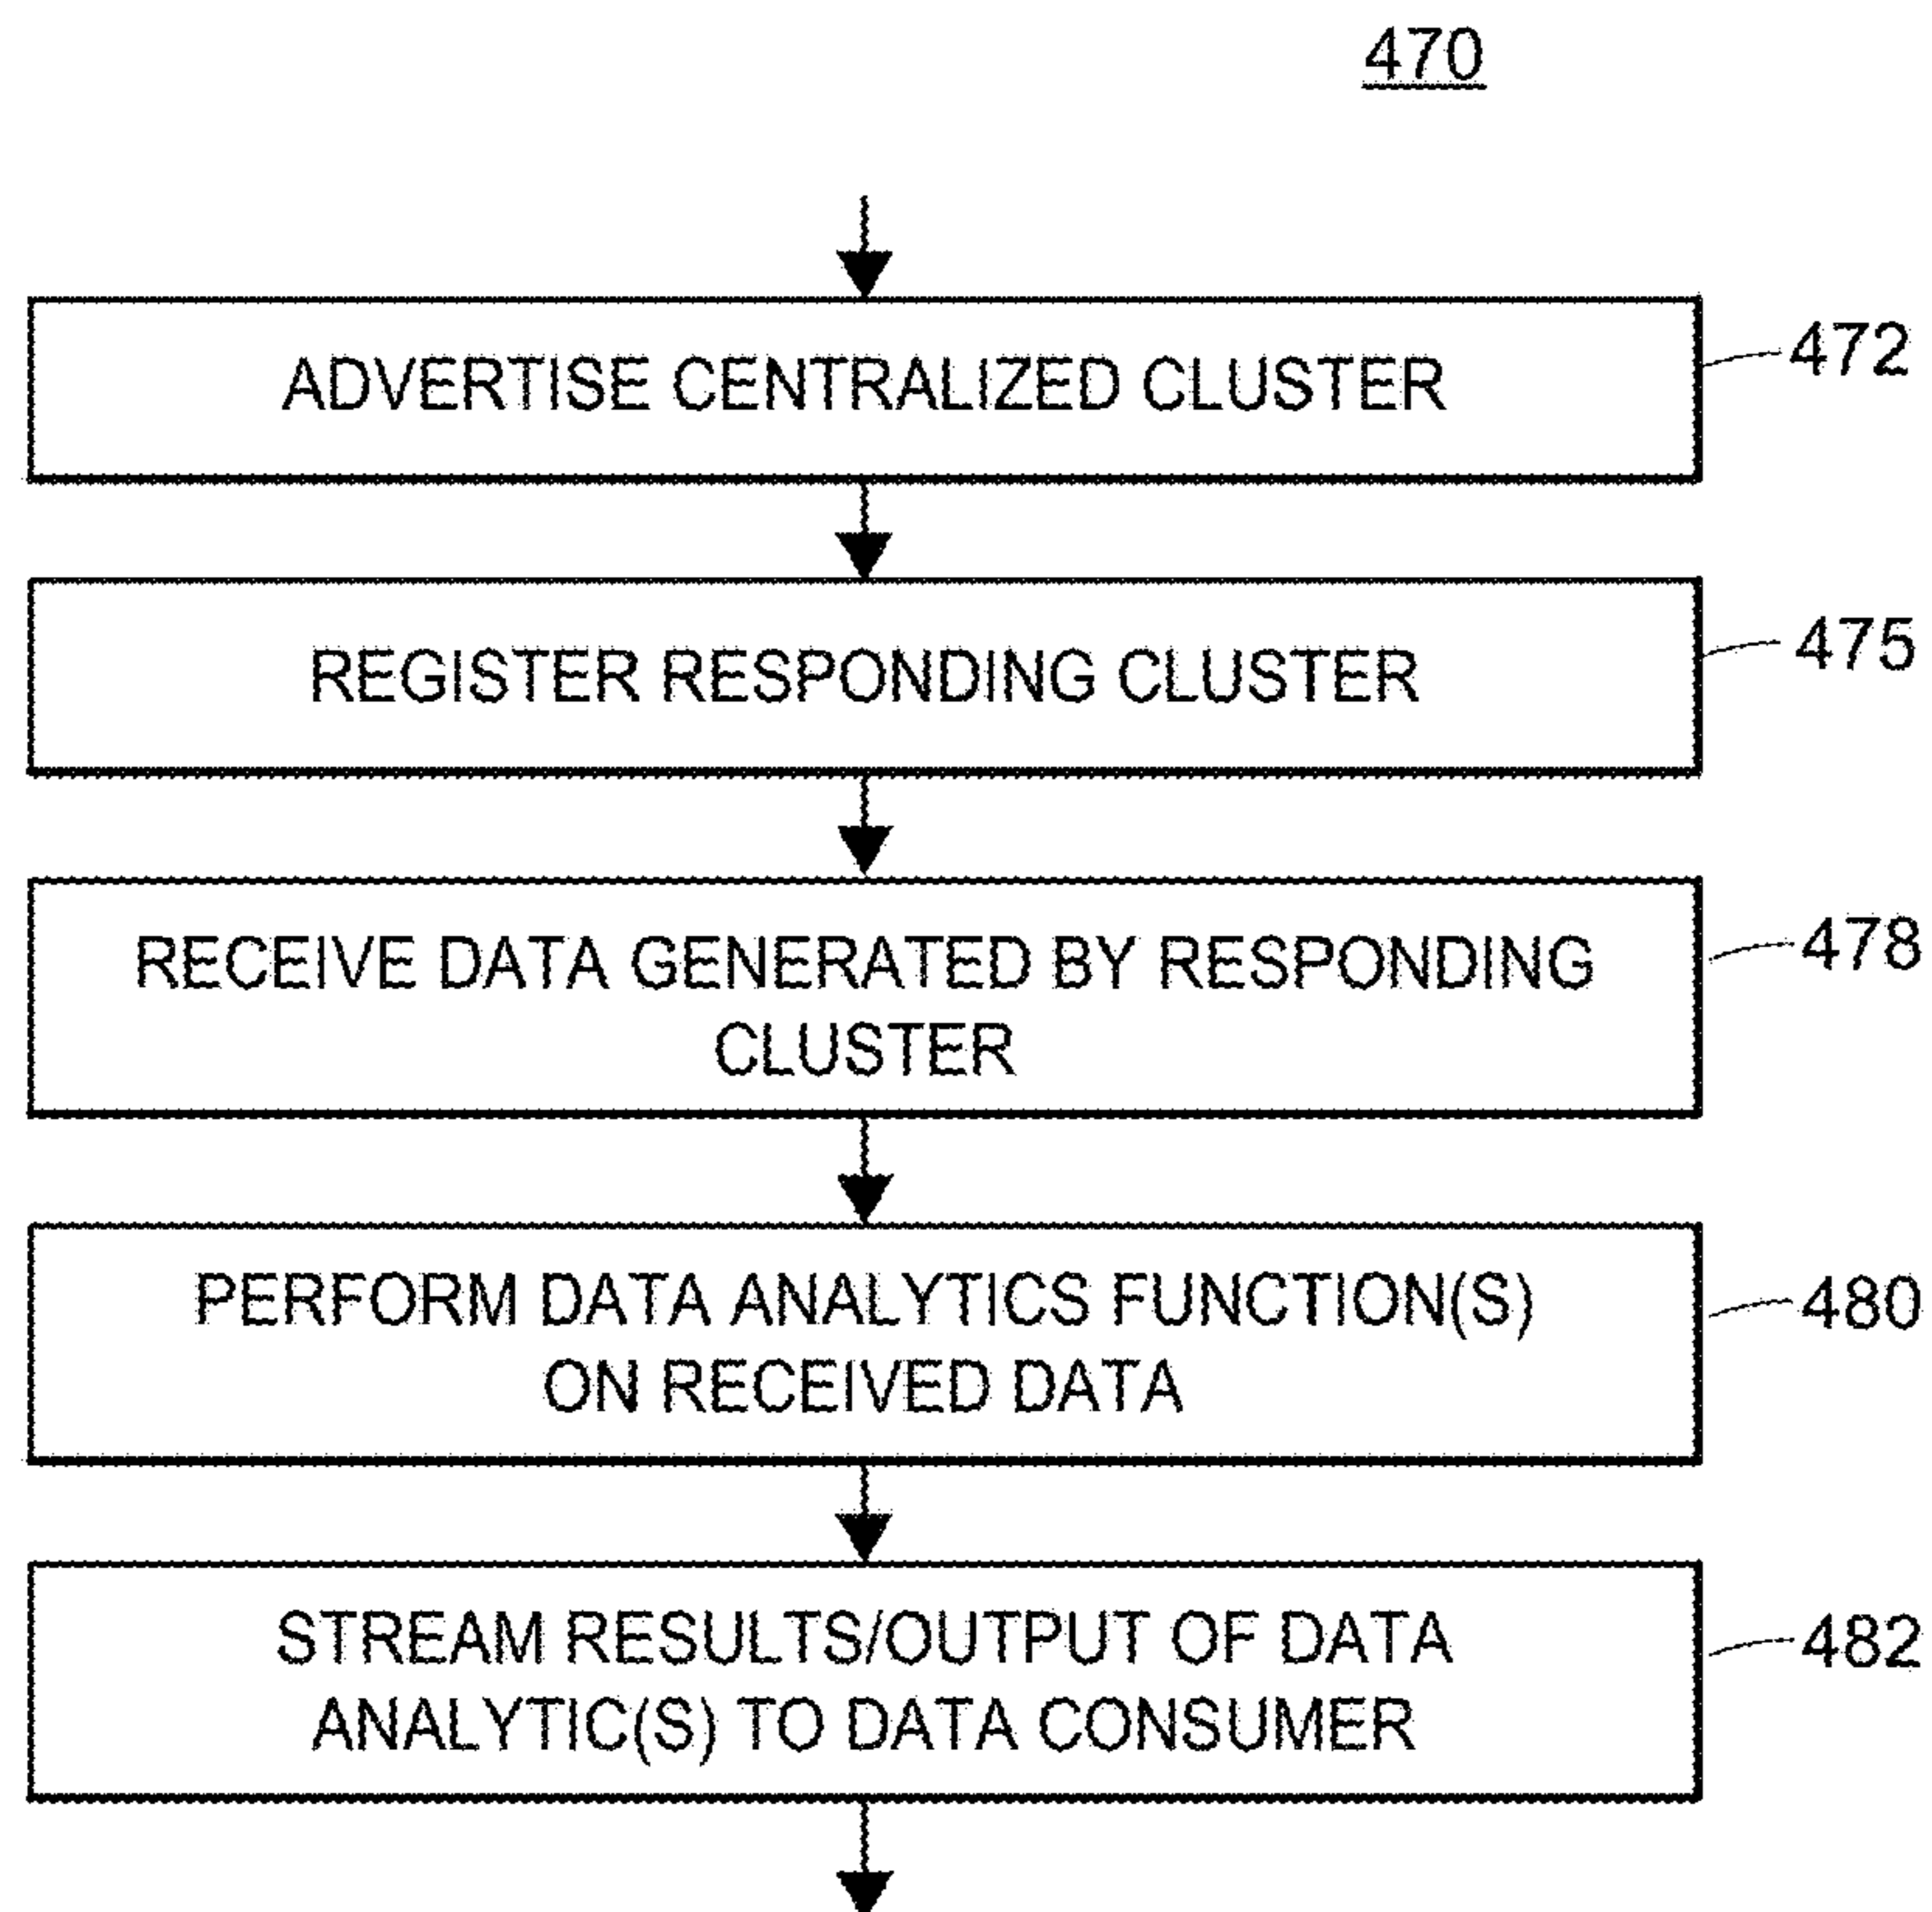 470
ADVERTISE CENTRALIZED CLUSTER
472
REGISTER RESPONDING CLUSTER
475
RECEIVE DATA GENERATED BY RESPONDING
CLUSTER
478
PERFORM DATA ANALYTICS FUNCTION(S)
ON RECEIVED DATA
480
STREAM RESULTS/OUTPUT OF DATA
ANALYTIC(S) TO DATA CONSUMER
482